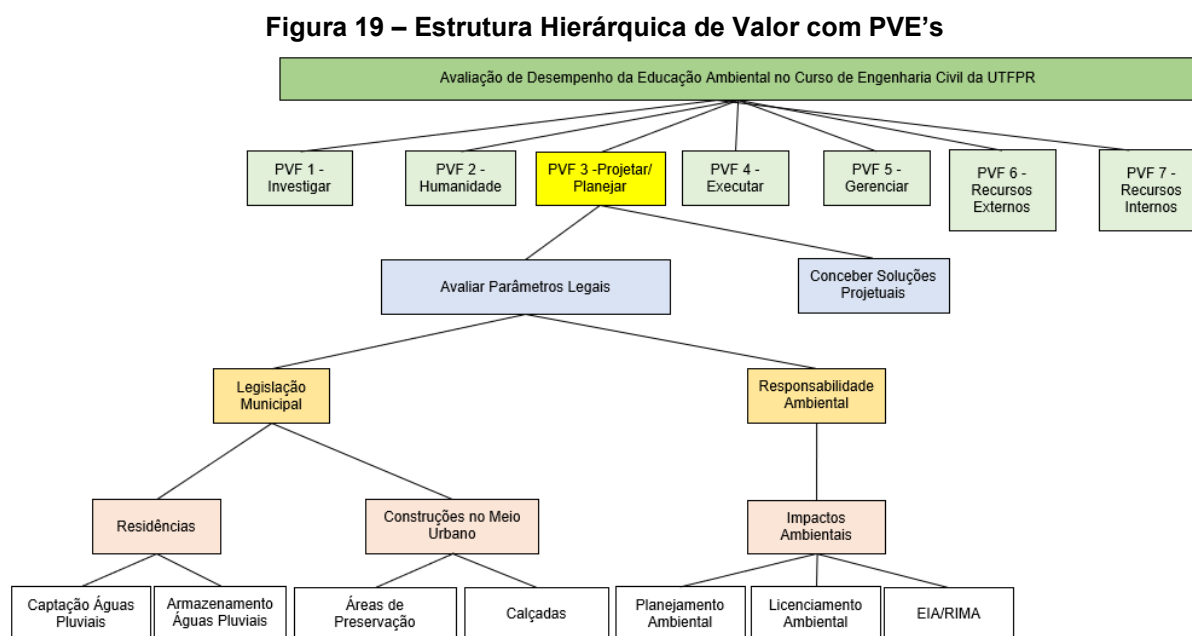 Figura 19 – Estrutura Hierárquica de Valor com PVE’s
Avaliação de Desempenho da Educação Ambiental no Curso de Engenharia Civil da UTFPR
PVF 1 -
Investigar
PVF 2 -
Humanidade
PVF 3 -Projetar/
Planejar
PVF 4 -
Executar
PVF 5 -
Gerenciar
PVF 6 -
Recursos
Externos
PVF 7 -
Recursos
Internos
Avaliar Parâmetros Legais
Conceber Soluções
Projetuais
Legislação
Municipal
Responsabilidade
Ambiental
Residências
Construções no Meio
Urbano
Impactos
Ambientais
Captação Águas
Pluviais
Armazenamento
Águas Pluviais
Áreas de
Preservação
Calçadas
Planejamento
Ambiental
Licenciamento
Ambiental
EIA/RIMA